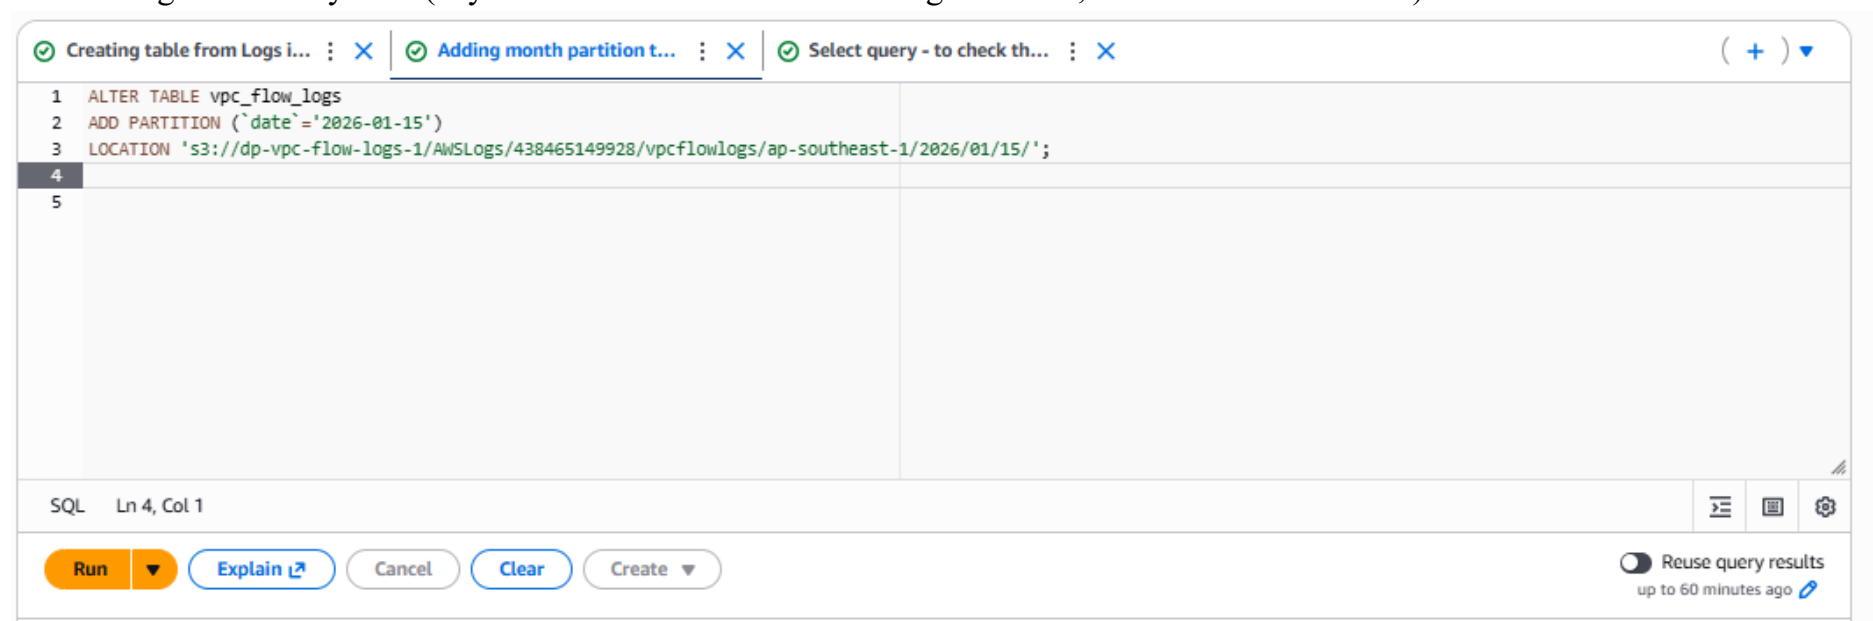 Creating table from Logs i...
Adding month partition t...
Select query - to check th...
1 ALTER TABLE vpc_flow_logs
2 ADD PARTITION (`date`='2026-01-15')
3 LOCATION 's3://dp-vpc-flow-logs-1/AWSLogs/438465149928/vpcflowlogs/ap-southeast-1/2026/01/15/';
4
5
SQL Ln 4, Col 1
Run Explain Cancel Clear Create
Reuse query results
up to 60 minutes ago